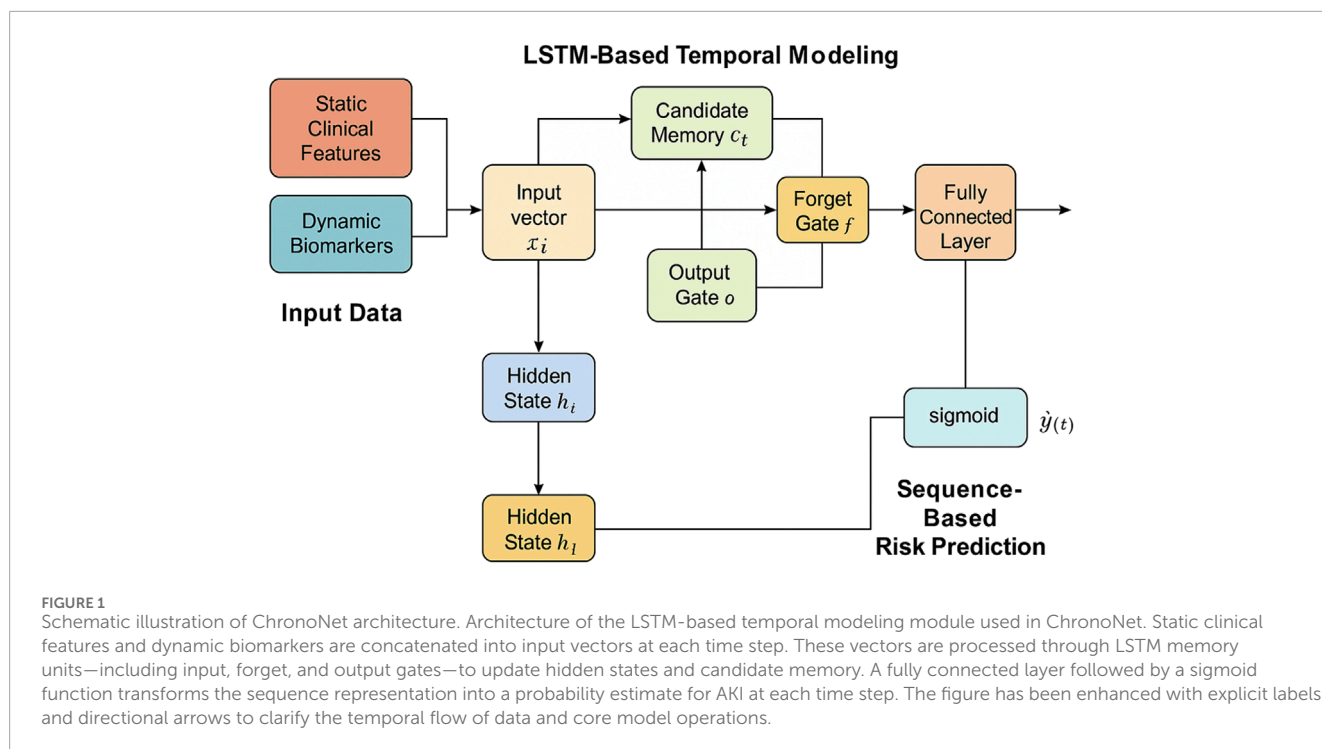 LSTM-Based Temporal Modeling
Static
Clinical
Features
Dynamic
Biomarkers
Input Data
Input
vector
x_i
Candidate
Memory c_t
Output
Gate o
Forget
Gate f
Fully
Connected
Layer
Hidden
State h_i
Hidden
State h_l
sigmoid
ẏ_(t)
Sequence-
Based
Risk Prediction
FIGURE 1
Schematic illustration of ChronoNet architecture. Architecture of the LSTM-based temporal modeling module used in ChronoNet. Static clinical
features and dynamic biomarkers are concatenated into input vectors at each time step. These vectors are processed through LSTM memory
units—including input, forget, and output gates—to update hidden states and candidate memory. A fully connected layer followed by a sigmoid
function transforms the sequence representation into a probability estimate for AKI at each time step. The figure has been enhanced with explicit labels
and directional arrows to clarify the temporal flow of data and core model operations.